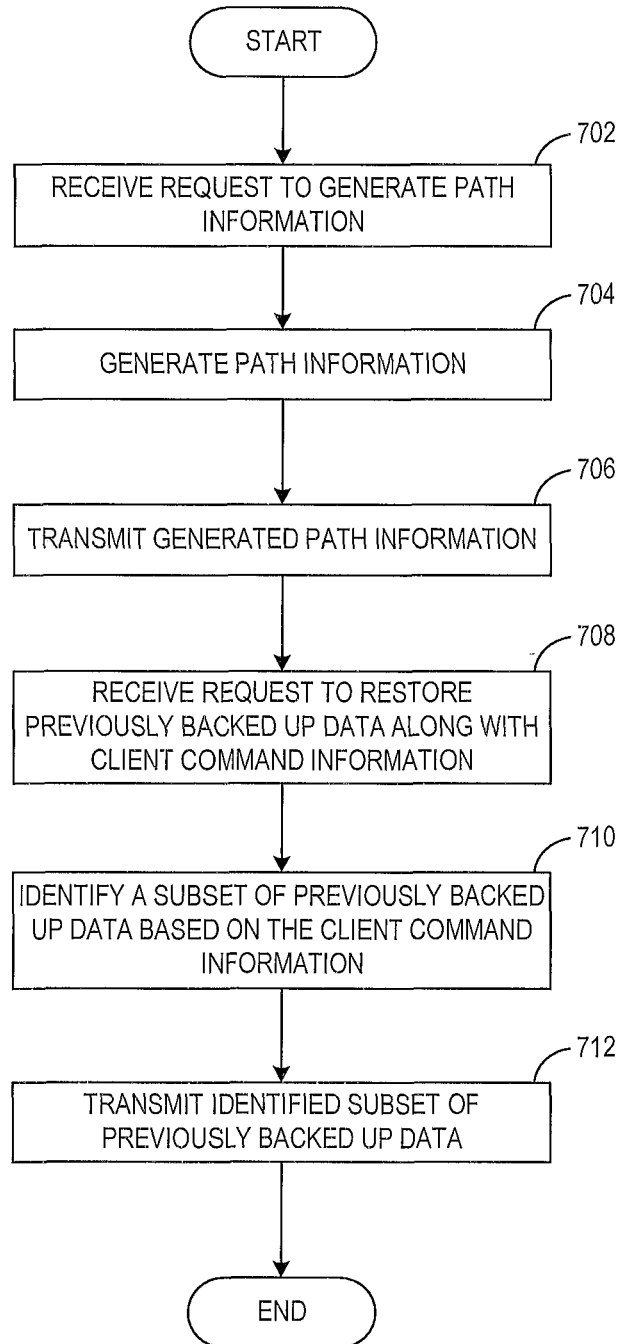 START
702
RECEIVE REQUEST TO GENERATE PATH
INFORMATION
704
GENERATE PATH INFORMATION
706
TRANSMIT GENERATED PATH INFORMATION
708
RECEIVE REQUEST TO RESTORE
PREVIOUSLY BACKED UP DATA ALONG WITH
CLIENT COMMAND INFORMATION
710
IDENTIFY A SUBSET OF PREVIOUSLY BACKED
UP DATA BASED ON THE CLIENT COMMAND
INFORMATION
712
TRANSMIT IDENTIFIED SUBSET OF
PREVIOUSLY BACKED UP DATA
END